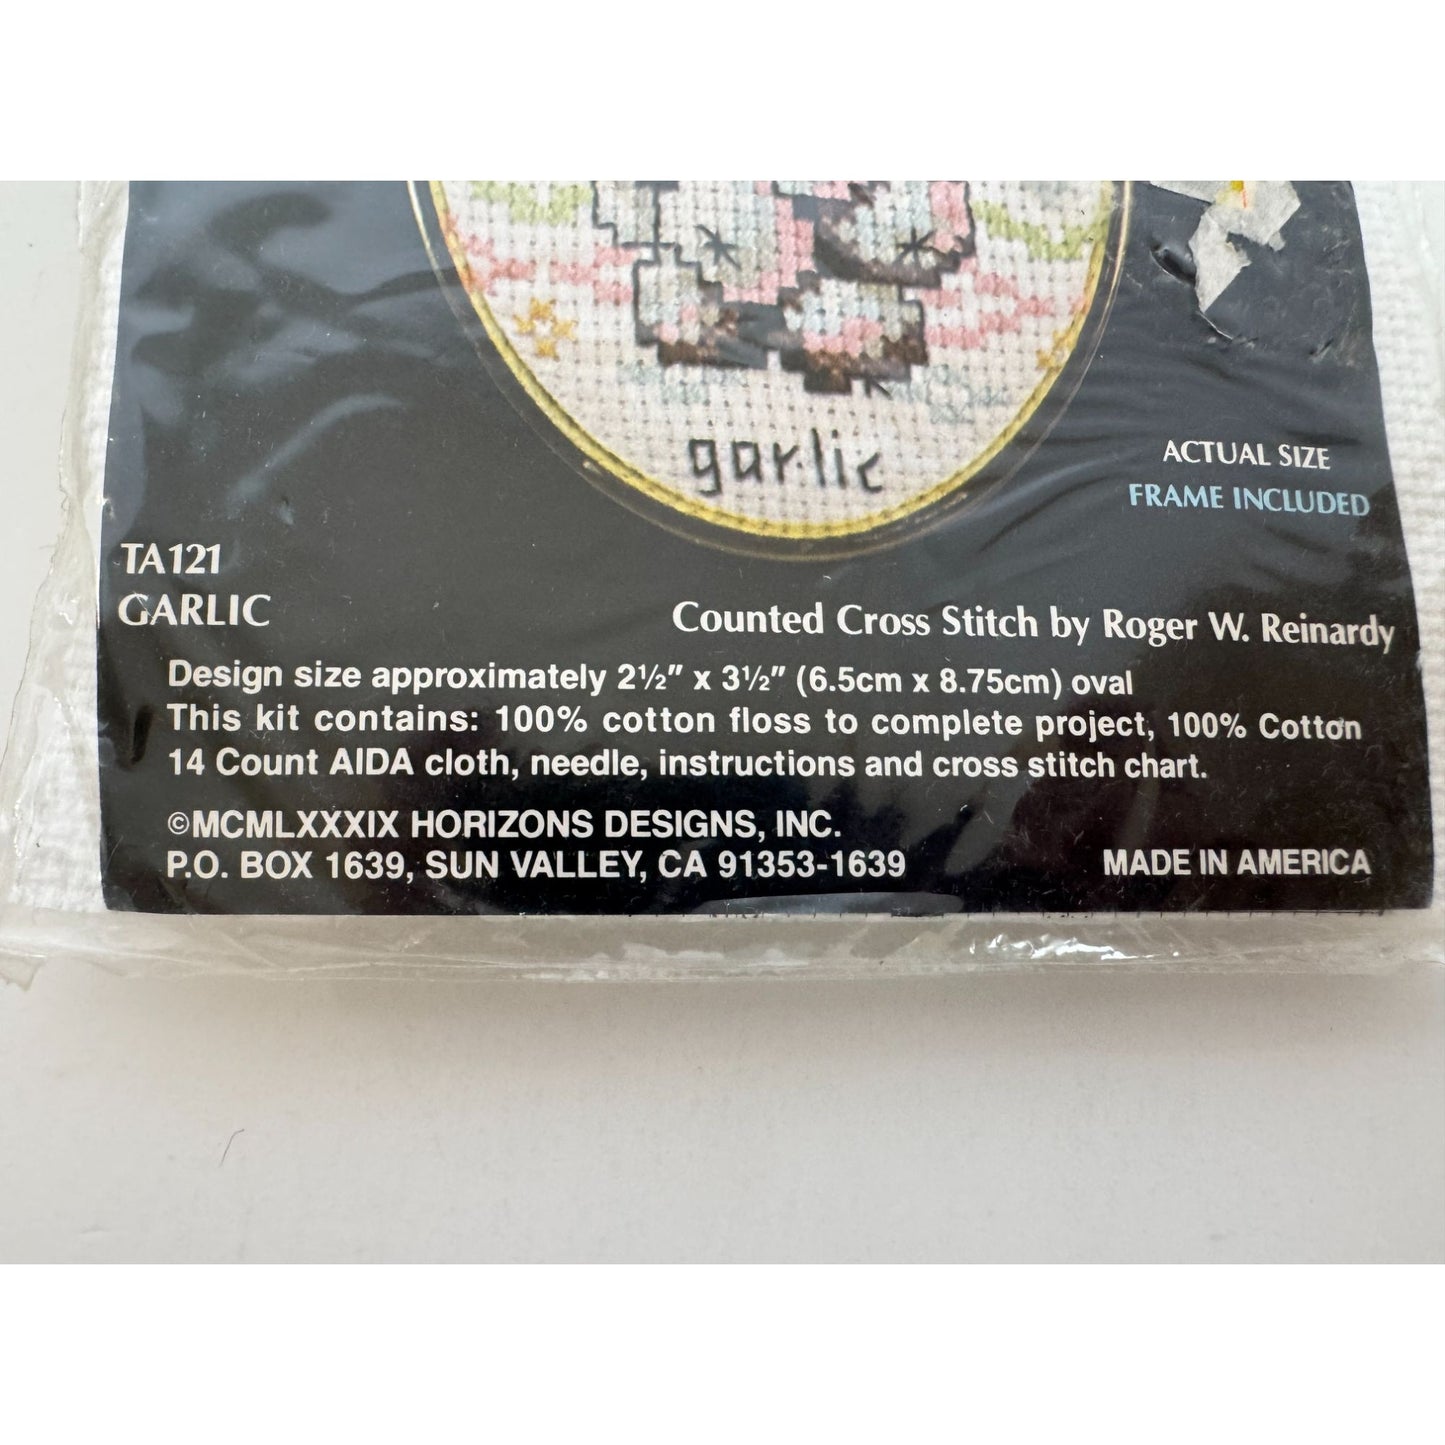 garlic
ACTUAL SIZE
FRAME INCLUDED
TA121
GARLIC
Counted Cross Stitch by Roger W. Reinardy
Design size approximately 2½" x 3½" (6.5cm x 8.75cm) oval
This kit contains: 100% cotton floss to complete project, 100% Cotton
14 Count AIDA cloth, needle, instructions and cross stitch chart.
©MCMLXXXIX HORIZONS DESIGNS, INC.
P.O. BOX 1639, SUN VALLEY, CA 91353-1639
MADE IN AMERICA